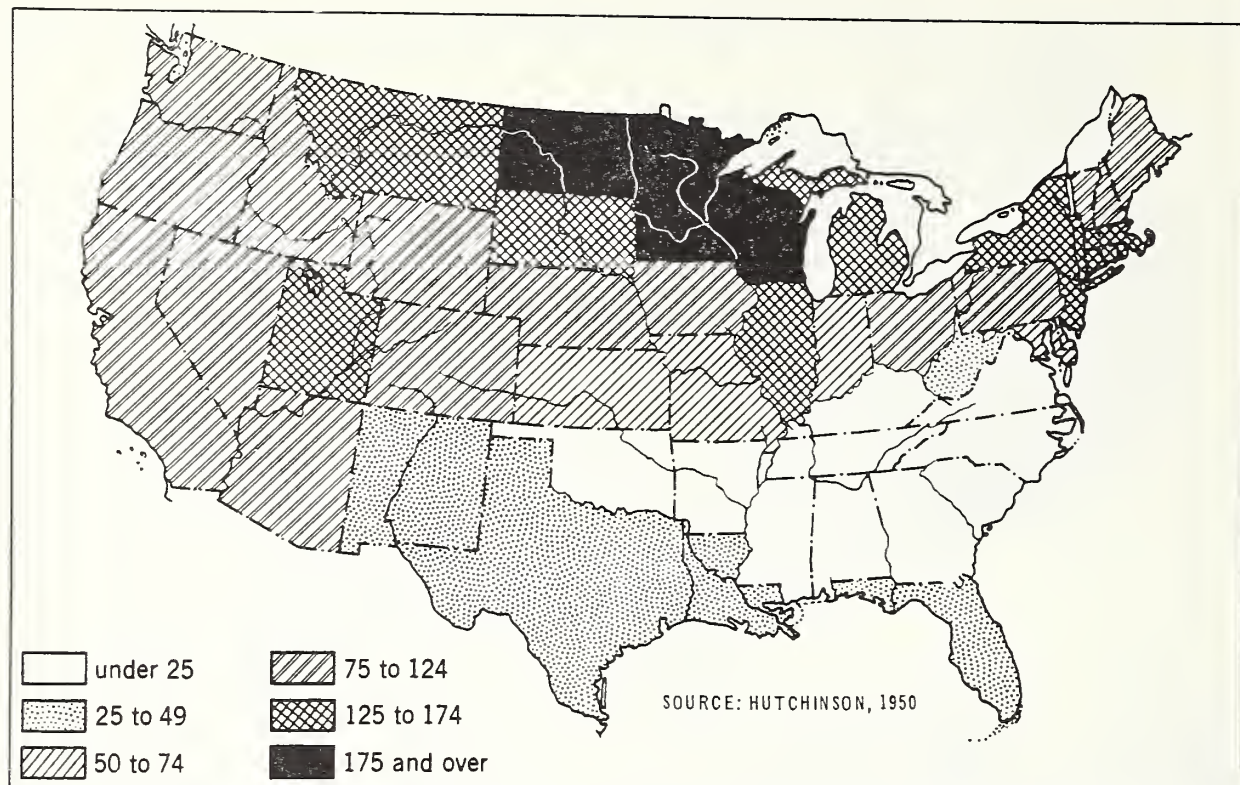 under 25
25 to 49
50 to 74
75 to 124
125 to 174
175 and over
SOURCE: HUTCHINSON, 1950